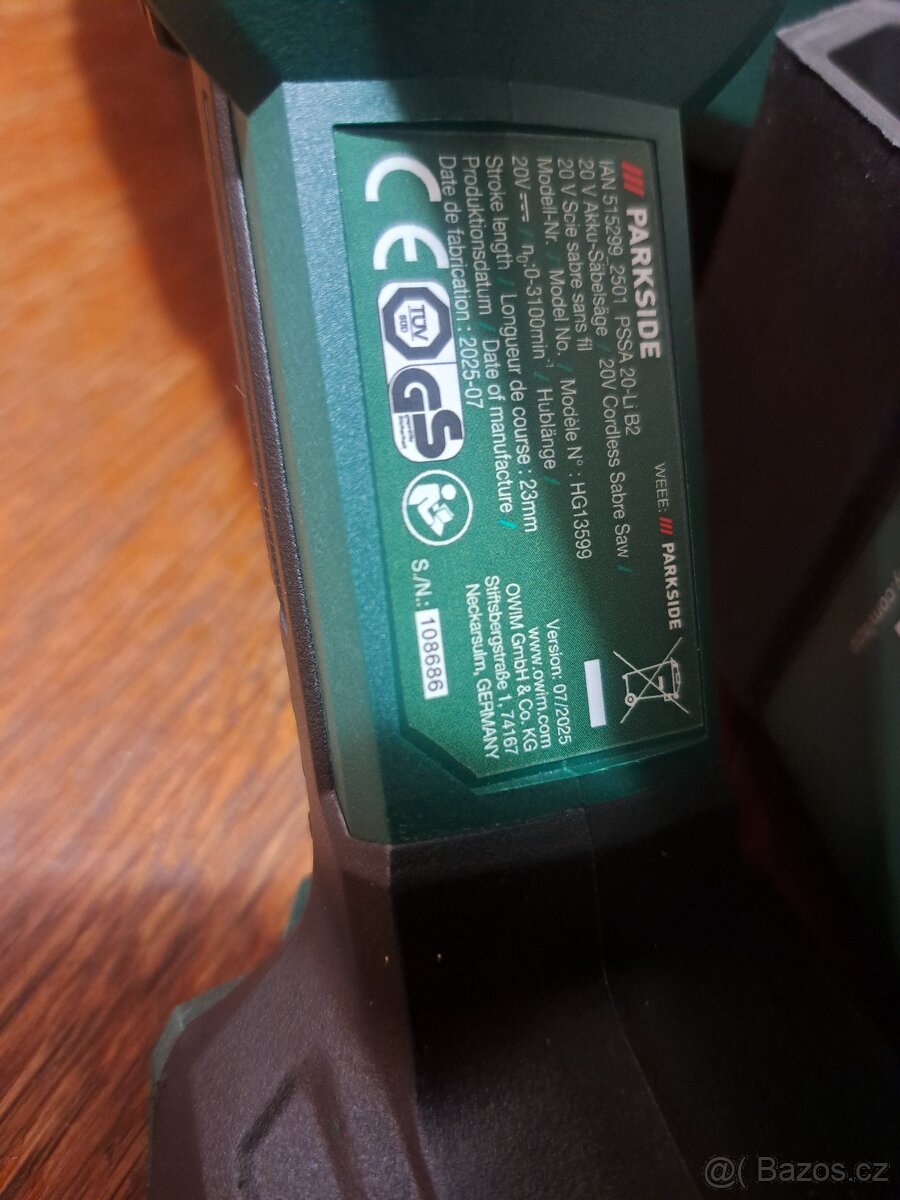 PARKSIDE
IAN 515299_2501 PSSA 20-Li B2
20 V Akku-Säbelsäge / 20V Cordless Sabre Saw /
20 V Scie sabre sans fil
Modell-Nr. / Model No. / Modèle N° : HG13599
20V ⎓ / n₀:0-3100min⁻¹ / Hublänge /
Stroke length / Longueur de course : 23mm
Produktionsdatum / Date of manufacture /
Date de fabrication : 2025-07
CE
TÜV
SÜD
GS
S./N.: 108686
WEEE: PARKSIDE
Version: 07/2025
www.owim.com
OWIM GmbH & Co. KG
Stiftsbergstraße 1, 74167
Neckarsulm, GERMANY
@( Bazos.cz